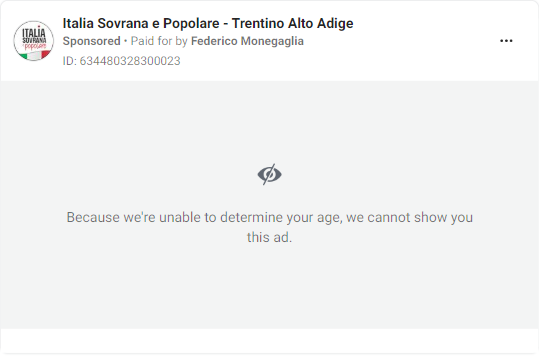 Italia Sovrana e Popolare - Trentino Alto Adige
Sponsored • Paid for by Federico Monegaglia
ID: 634480328300023
ITALIA
SOVRANA
e popolare
Because we're unable to determine your age, we cannot show you
this ad.